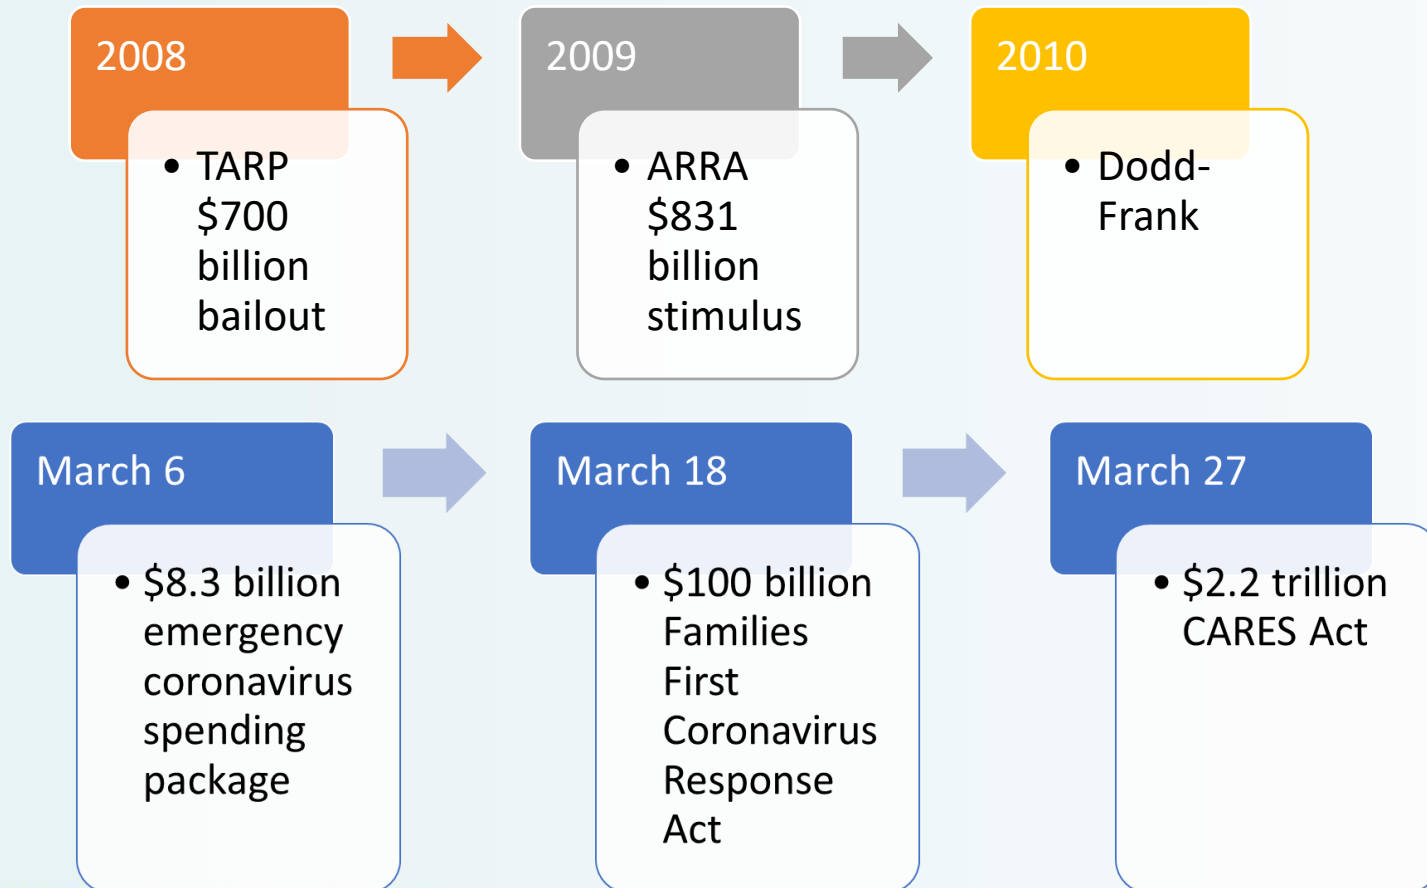 2008
• TARP
$700
billion
bailout
2009
• ARRA
$831
billion
stimulus
2010
• Dodd-
Frank
March 6
• $8.3 billion
emergency
coronavirus
spending
package
March 18
• $100 billion
Families
First
Coronavirus
Response
Act
March 27
• $2.2 trillion
CARES Act